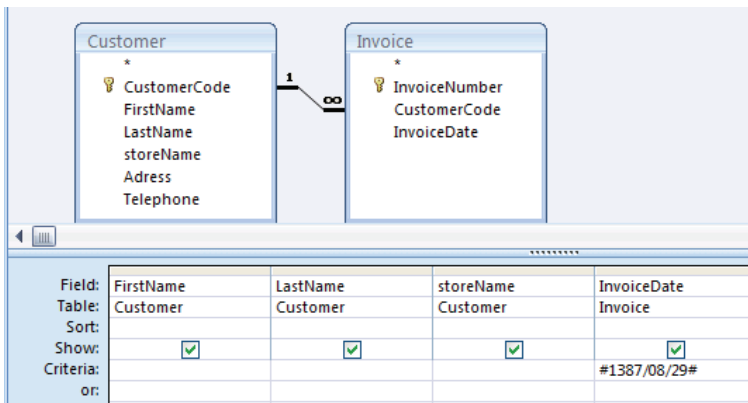 Customer
*
CustomerCode
FirstName
LastName
storeName
Adress
Telephone
1
∞
Invoice
*
InvoiceNumber
CustomerCode
InvoiceDate
Field: FirstName LastName storeName InvoiceDate
Table: Customer Customer Customer Invoice
Sort:
Show:
Criteria: #1387/08/29#
or: